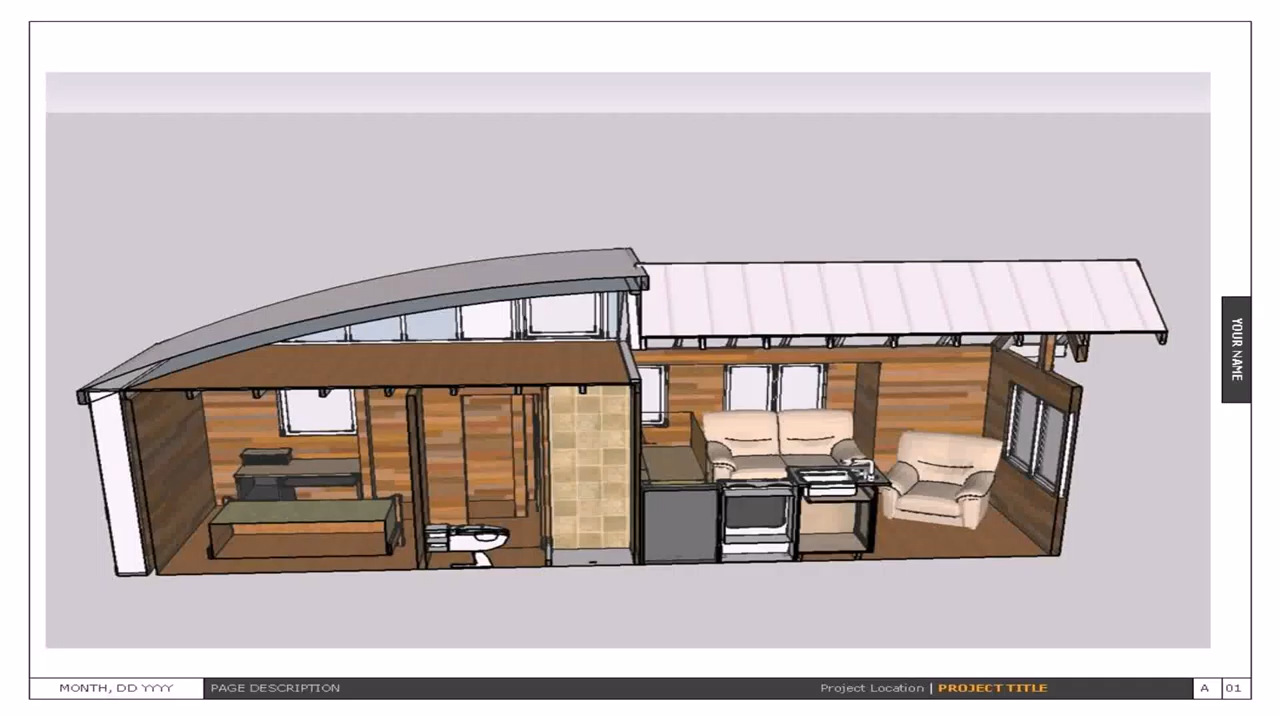 YOUR NAME
MONTH, DD YYYY
PAGE DESCRIPTION
Project Location | PROJECT TITLE
A
01